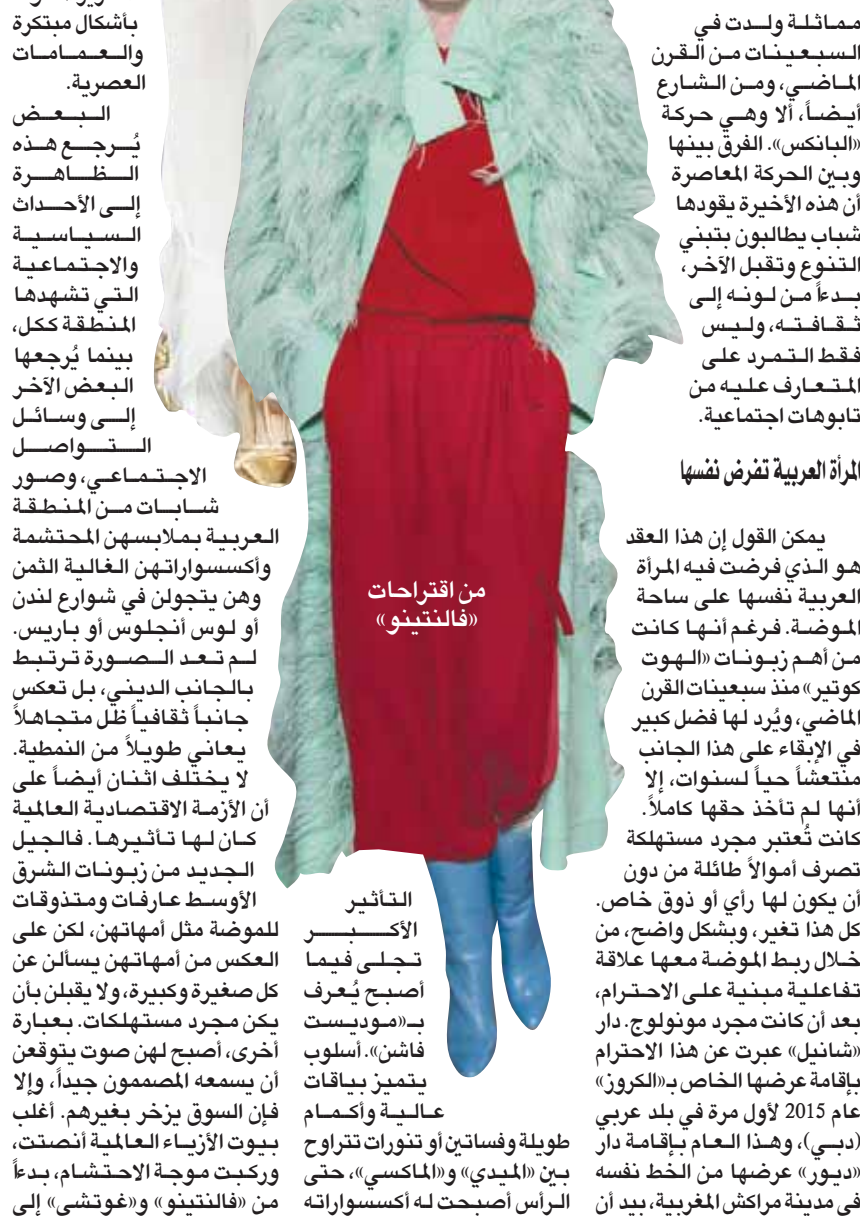 مماثلة ولدت في
السبعينات من القرن
الماضي، ومن الشارع
أيضاً، ألا وهي حركة
«البانكس». الفرق بينها
وبين الحركة المعاصرة
أن هذه الأخيرة يقودها
شباب يطالبون بتبني
التنوع وتقبل الآخر،
بدءاً من لونه إلى
ثقافته، وليس
فقط التمرد على
المتعارف عليه من
تابوهات اجتماعية.
المرأة العربية تفرض نفسها
يمكن القول إن هذا العقد
هو الذي فرضت فيه المرأة
العربية نفسها على ساحة
الموضة. فرغم أنها كانت
من أهم زبونات «الهوت
كوتير» منذ سبعينات القرن
الماضي، ويُرد لها فضل كبير
في الإبقاء على هذا الجانب
منتعشاً حياً لسنوات، إلا
أنها لم تأخذ حقها كاملاً.
كانت تُعتبر مجرد مستهلكة
تصرف أموالاً طائلة من دون
أن يكون لها رأي أو ذوق خاص.
كل هذا تغير، وبشكل واضح، من
خلال ربط الموضة معها علاقة
تفاعلية مبنية على الاحترام،
بعد أن كانت مجرد مونولوج. دار
«شانيل» عبرت عن هذا الاحترام
بإقامة عرضها الخاص بـ«الكروز»
عام 2015 لأول مرة في بلد عربي
(دبي)، وهذا العام بإقامة دار
«ديور» عرضها من الخط نفسه
في مدينة مراكش المغربية، بيد أن
من اقتراحات
«فالنتينو»
التأثير
الأكبر
تجلى فيما
أصبح يُعرف
بـ«موديست
فاشن». أسلوب
يتميز بياقات
عالية وأكمام
طويلة وفساتين أو تنورات تتراوح
بين «الميدي» و«الماكسي»، حتى
الرأس أصبحت له أكسسواراته
بأشكال مبتكرة
والعمامات
العصرية.
البعض
يُرجع هذه
الظاهرة
إلى الأحداث
السياسية
والاجتماعية
التي تشهدها
المنطقة ككل،
بينما يُرجعها
البعض الآخر
إلى وسائل
التواصل
الاجتماعي، وصور
شابات من المنطقة
العربية بملابسهن المحتشمة
وأكسسواراتهن الغالية الثمن
وهن يتجولن في شوارع لندن
أو لوس أنجلوس أو باريس.
لم تعد الصورة ترتبط
بالجانب الديني، بل تعكس
جانباً ثقافياً ظل متجاهلاً
يعاني طويلاً من النمطية.
لا يختلف اثنان أيضاً على
أن الأزمة الاقتصادية العالمية
كان لها تأثيرها. فالجيل
الجديد من زبونات الشرق
الأوسط عارفات ومتذوقات
للموضة مثل أمهاتهن، لكن على
العكس من أمهاتهن يسألن عن
كل صغيرة وكبيرة، ولا يقبلن بأن
يكن مجرد مستهلكات. بعبارة
أخرى، أصبح لهن صوت يتوقعن
أن يسمعه المصممون جيداً، وإلا
فإن السوق يزخر بغيرهم. أغلب
بيوت الأزياء العالمية أنصتت،
وركبت موجة الاحتشام، بدءاً
من «فالنتينو» و«غوتشي» إلى